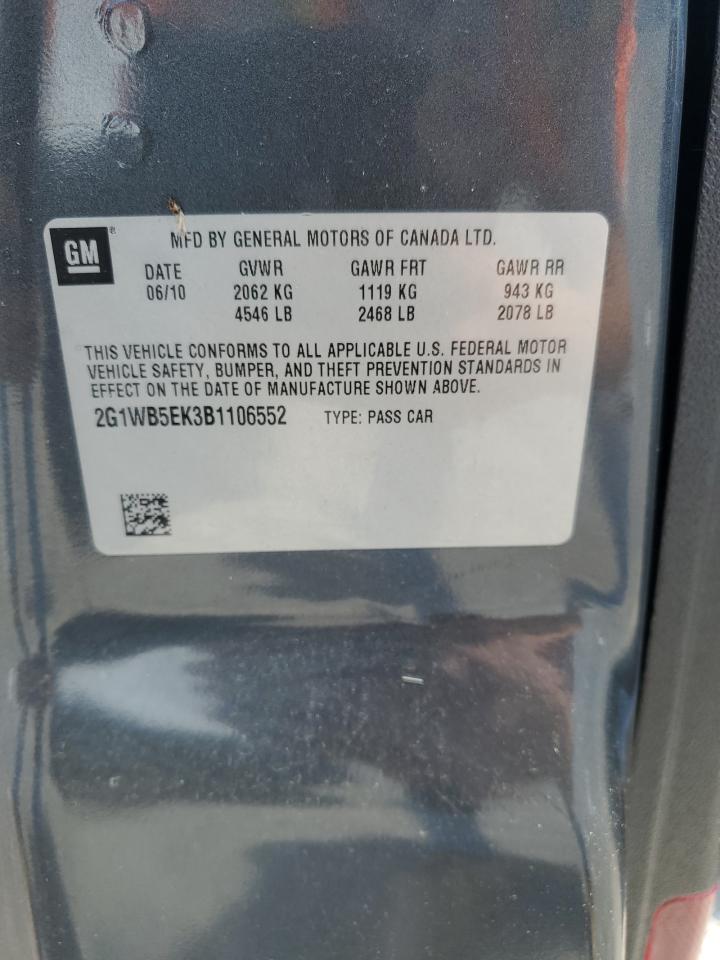 GM
MFD BY GENERAL MOTORS OF CANADA LTD.
DATE GVWR GAWR FRT GAWR RR
06/10 2062 KG 1119 KG 943 KG
4546 LB 2468 LB 2078 LB
THIS VEHICLE CONFORMS TO ALL APPLICABLE U.S. FEDERAL MOTOR
VEHICLE SAFETY, BUMPER, AND THEFT PREVENTION STANDARDS IN
EFFECT ON THE DATE OF MANUFACTURE SHOWN ABOVE.
2G1WB5EK3B1106552 TYPE: PASS CAR